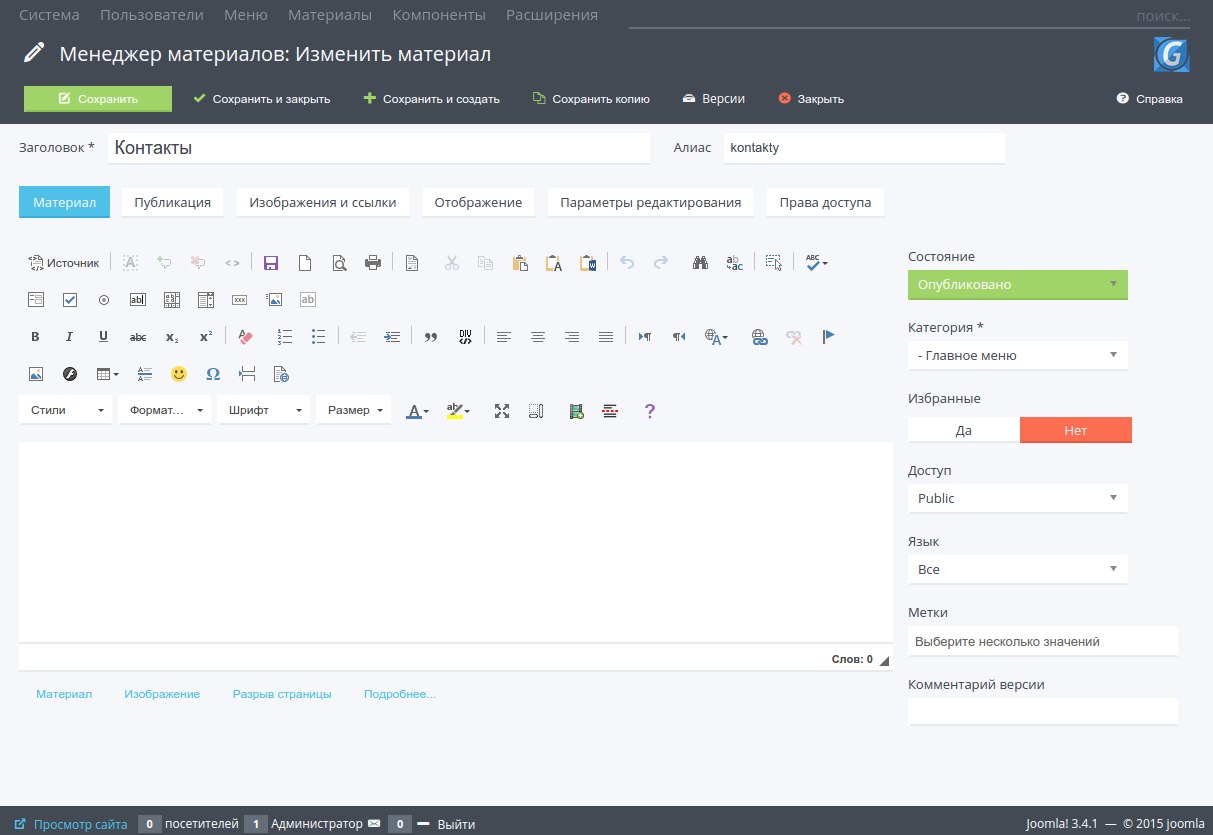 Система Пользователи Меню Материалы Компоненты Расширения поиск...
Менеджер материалов: Изменить материал
G
Сохранить Сохранить и закрыть Сохранить и создать Сохранить копию Версии Закрыть Справка
Заголовок * Контакты Алиас kontakty
Материал Публикация Изображения и ссылки Отображение Параметры редактирования Права доступа
Источник
Стили Формат... Шрифт Размер
Слов: 0
Материал Изображение Разрыв страницы Подробнее...
Состояние
Опубликовано
Категория *
- Главное меню
Избранные
Да Нет
Доступ
Public
Язык
Все
Метки
Выберите несколько значений
Комментарий версии
Просмотр сайта 0 посетителей 1 Администратор 0 Выйти Joomla! 3.4.1 — © 2015 joomla